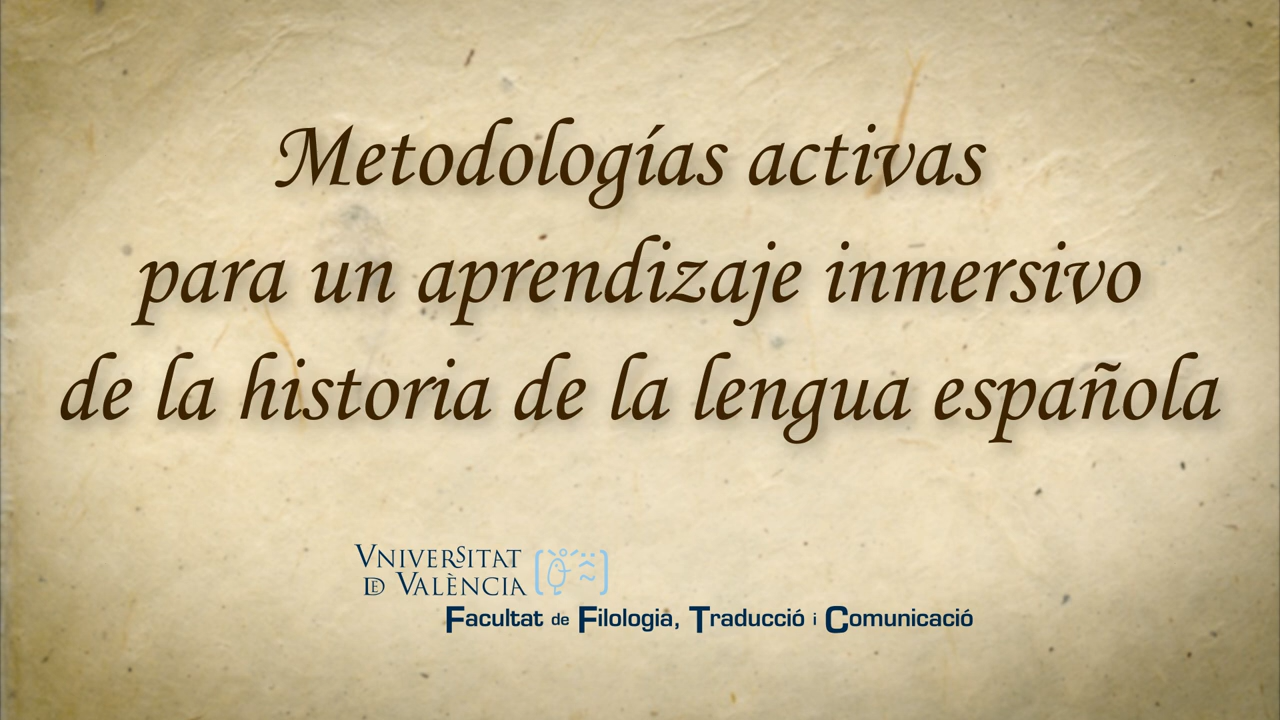 Metodologías activas
para un aprendizaje inmersivo
de la historia de la lengua española
VNIVERSITAT
DE VALÈNCIA
Facultat de Filologia, Traducció i Comunicació